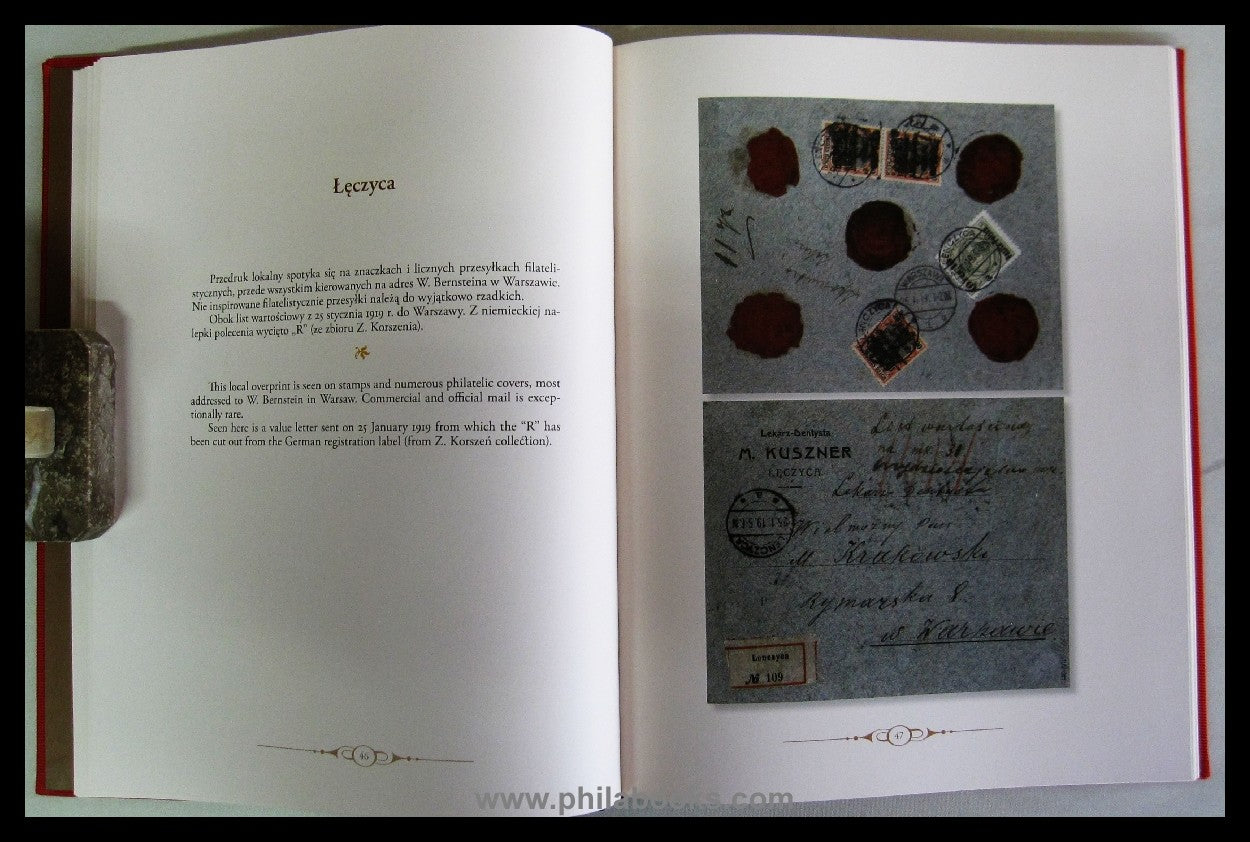 Łęczyca
Przedruk lokalny spotyka się na znaczkach i licznych przesyłkach filateli-
stycznych, przede wszystkim kierowanych na adres W. Bernsteina w Warszawie.
Nie inspirowane filatelistycznie przesyłki należą do wyjątkowo rzadkich.
Obok list wartościowy z 25 stycznia 1919 r. do Warszawy. Z niemieckiej na-
lepki polecenia wycięto „R” (ze zbioru Z. Korszenia).
This local overprint is seen on stamps and numerous philatelic covers, most
addressed to W. Bernstein in Warsaw. Commercial and official mail is excep-
tionally rare.
Seen here is a value letter sent on 25 January 1919 from which the “R” has
been cut out from the German registration label (from Z. Korszeń collection).
46
Lekarz-Dentysta
M. KUSZNER
ŁĘCZYCA
List wartościowy
Lekarz Dentyst
Wielmożny Pan
M Krakowski
Rymarska 8
w Warszawie
Lenczyca
№ 109
47
www.philabooks.com